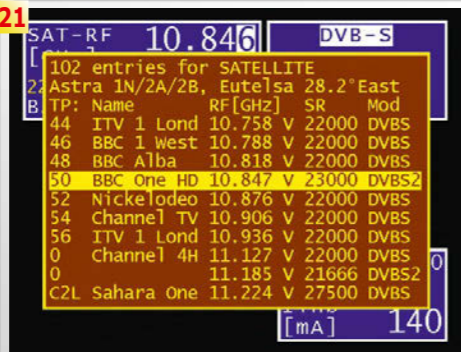 21
SAT-RF 10.846 DVB-S
102 entries for SATELLITE
22 Astra 1N/2A/2B, Eutelsa 28.2°East
B TP: Name RF[GHz] SR Mod
44 ITV 1 Lond 10.758 V 22000 DVBS
46 BBC 1 West 10.788 V 22000 DVBS
48 BBC Alba 10.818 V 22000 DVBS
50 BBC One HD 10.847 V 23000 DVBS2
52 Nickelodeo 10.876 V 22000 DVBS
54 Channel TV 10.906 V 22000 DVBS
56 ITV 1 Lond 10.936 V 22000 DVBS
0 Channel 4H 11.127 V 22000 DVBS
0 11.185 V 21666 DVBS2
C2L Sahara One 11.224 V 27500 DVBS
[mA] 140